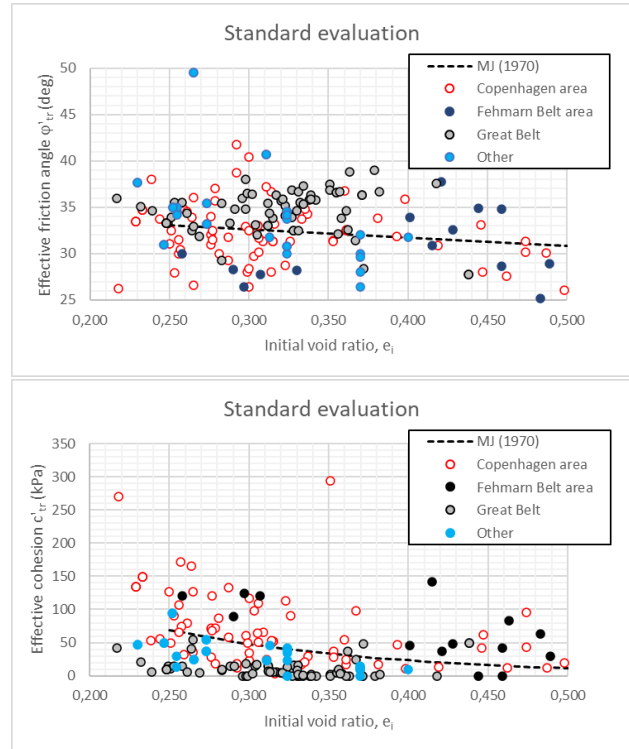 Standard evaluation
MJ (1970)
Copenhagen area
Fehmarn Belt area
Great Belt
Other
Effective friction angle φ'tr (deg)
50
45
40
35
30
25
0,200
0,250
0,300
0,350
0,400
0,450
0,500
Initial void ratio, ei
Standard evaluation
MJ (1970)
Copenhagen area
Fehmarn Belt area
Great Belt
Other
Effective cohesion c'tr (kPa)
350
300
250
200
150
100
50
0
0,200
0,250
0,300
0,350
0,400
0,450
0,500
Initial void ratio, ei